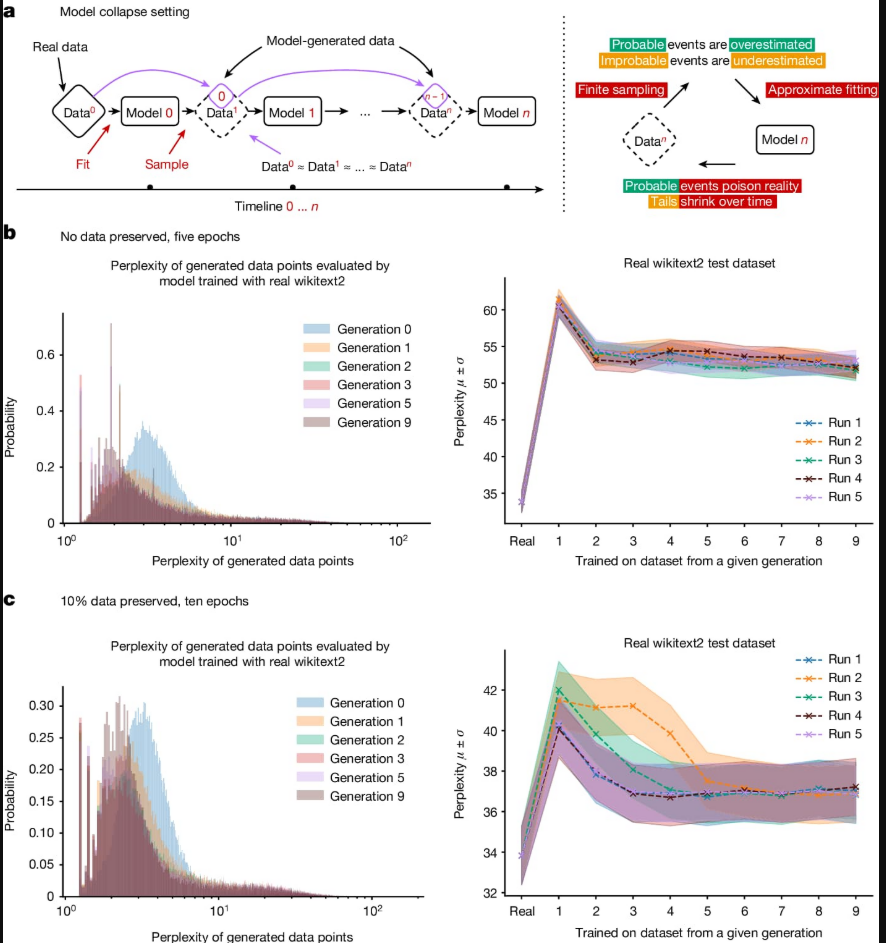 a
Model collapse setting
Real data
Model-generated data
Data⁰
Model 0
0
Data¹
Model 1
...
n − 1
Dataⁿ
Model n
Fit
Sample
Data⁰ ≈ Data¹ ≈ ... ≈ Dataⁿ
Timeline 0 ... n
Probable events are overestimated
Improbable events are underestimated
Finite sampling
Approximate fitting
Dataⁿ
Model n
Probable events poison reality
Tails shrink over time
b
No data preserved, five epochs
Perplexity of generated data points evaluated by
model trained with real wikitext2
Generation 0
Generation 1
Generation 2
Generation 3
Generation 5
Generation 9
Probability
0.6
0.4
0.2
0
10⁰
10¹
10²
Perplexity of generated data points
Real wikitext2 test dataset
Perplexity μ ± σ
60
55
50
45
40
35
Run 1
Run 2
Run 3
Run 4
Run 5
Real 1 2 3 4 5 6 7 8 9
Trained on dataset from a given generation
c
10% data preserved, ten epochs
Perplexity of generated data points evaluated by
model trained with real wikitext2
Generation 0
Generation 1
Generation 2
Generation 3
Generation 5
Generation 9
Probability
0.30
0.25
0.20
0.15
0.10
0.05
0
10⁰
10¹
10²
Perplexity of generated data points
Real wikitext2 test dataset
Run 1
Run 2
Run 3
Run 4
Run 5
Perplexity μ ± σ
42
40
38
36
34
32
Real 1 2 3 4 5 6 7 8 9
Trained on dataset from a given generation